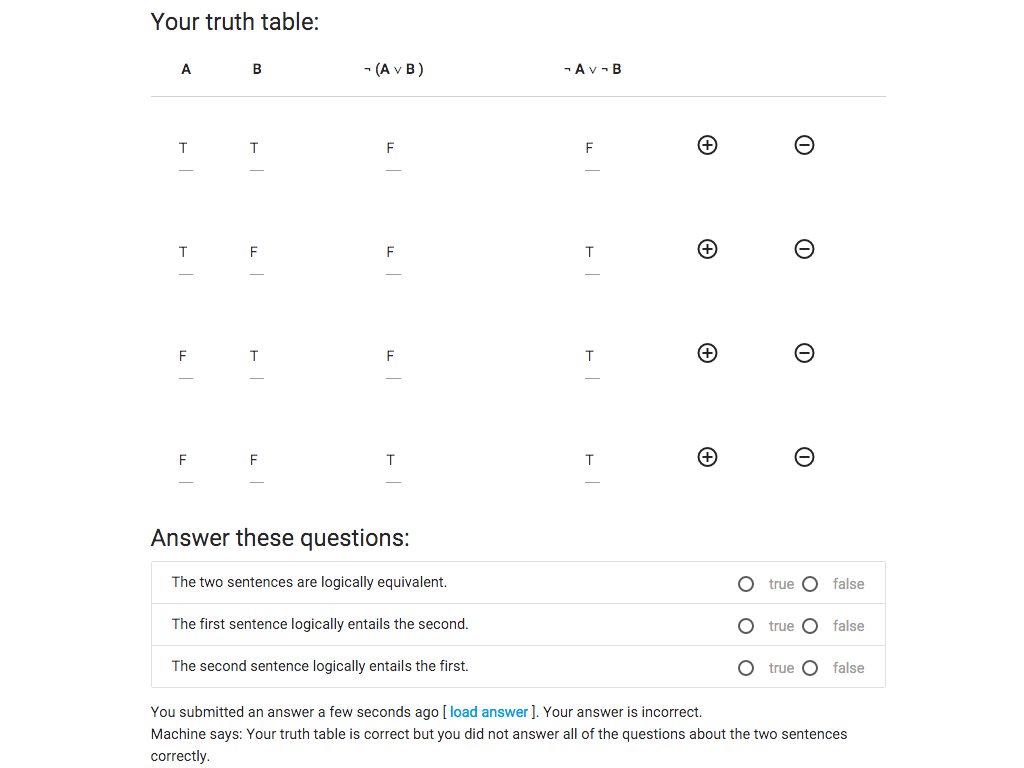 Your truth table:
A B ¬ (A ∨ B ) ¬ A ∨ ¬ B
T T F F
T F F T
F T F T
F F T T
Answer these questions:
The two sentences are logically equivalent. true false
The first sentence logically entails the second. true false
The second sentence logically entails the first. true false
You submitted an answer a few seconds ago [ load answer ]. Your answer is incorrect.
Machine says: Your truth table is correct but you did not answer all of the questions about the two sentences
correctly.